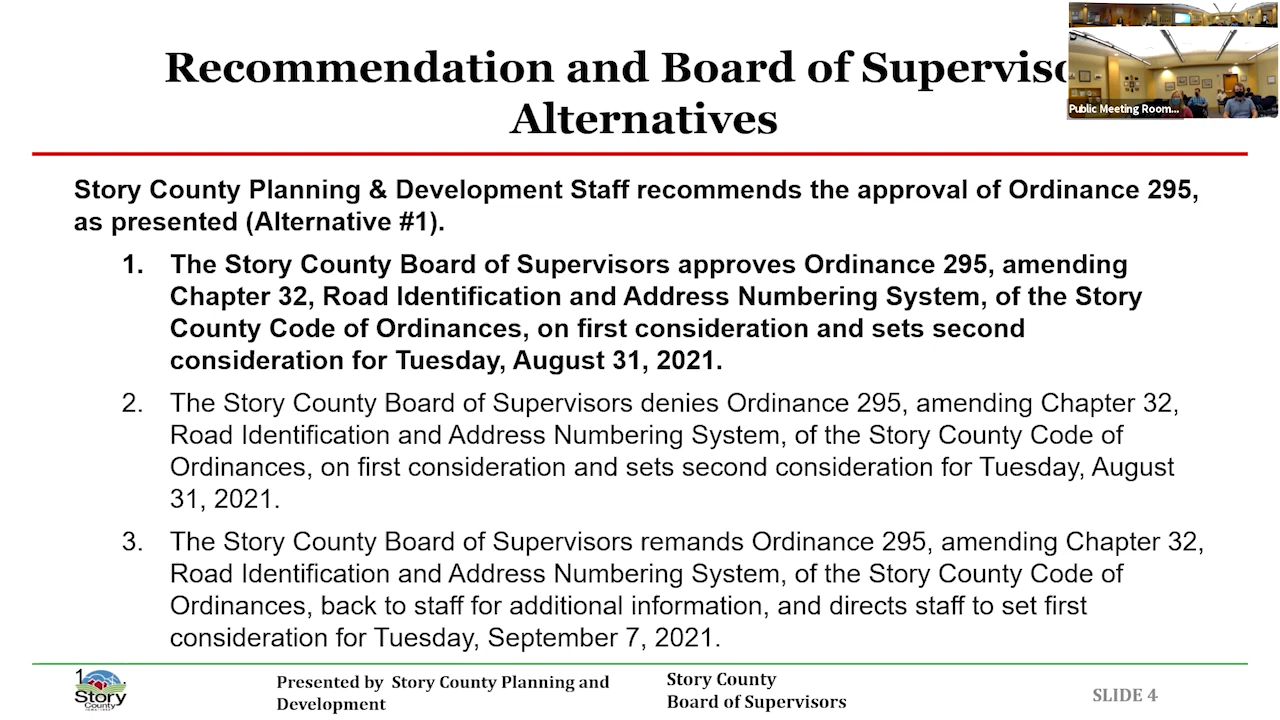 Recommendation and Board of Superviso
Alternatives
Public Meeting Room...
Story County Planning & Development Staff recommends the approval of Ordinance 295,
as presented (Alternative #1).
1. The Story County Board of Supervisors approves Ordinance 295, amending
Chapter 32, Road Identification and Address Numbering System, of the Story
County Code of Ordinances, on first consideration and sets second
consideration for Tuesday, August 31, 2021.
2. The Story County Board of Supervisors denies Ordinance 295, amending Chapter 32,
Road Identification and Address Numbering System, of the Story County Code of
Ordinances, on first consideration and sets second consideration for Tuesday, August
31, 2021.
3. The Story County Board of Supervisors remands Ordinance 295, amending Chapter 32,
Road Identification and Address Numbering System, of the Story County Code of
Ordinances, back to staff for additional information, and directs staff to set first
consideration for Tuesday, September 7, 2021.
Story
County
Presented by Story County Planning and
Development
Story County
Board of Supervisors
SLIDE 4